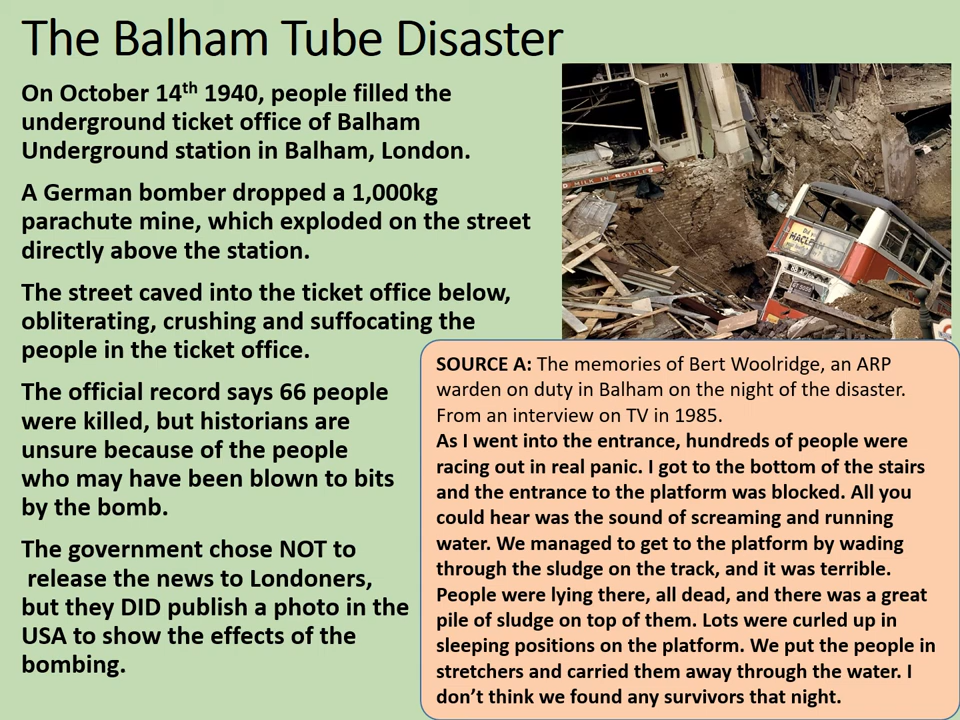 The Balham Tube Disaster
On October 14th 1940, people filled the
underground ticket office of Balham
Underground station in Balham, London.
A German bomber dropped a 1,000kg
parachute mine, which exploded on the street
directly above the station.
The street caved into the ticket office below,
obliterating, crushing and suffocating the
people in the ticket office.
The official record says 66 people
were killed, but historians are
unsure because of the people
who may have been blown to bits
by the bomb.
The government chose NOT to
release the news to Londoners,
but they DID publish a photo in the
USA to show the effects of the
bombing.
184
D MILK IN BOTTLES
SOURCE A: The memories of Bert Woolridge, an ARP
warden on duty in Balham on the night of the disaster.
From an interview on TV in 1985.
As I went into the entrance, hundreds of people were
racing out in real panic. I got to the bottom of the stairs
and the entrance to the platform was blocked. All you
could hear was the sound of screaming and running
water. We managed to get to the platform by wading
through the sludge on the track, and it was terrible.
People were lying there, all dead, and there was a great
pile of sludge on top of them. Lots were curled up in
sleeping positions on the platform. We put the people in
stretchers and carried them away through the water. I
don’t think we found any survivors that night.